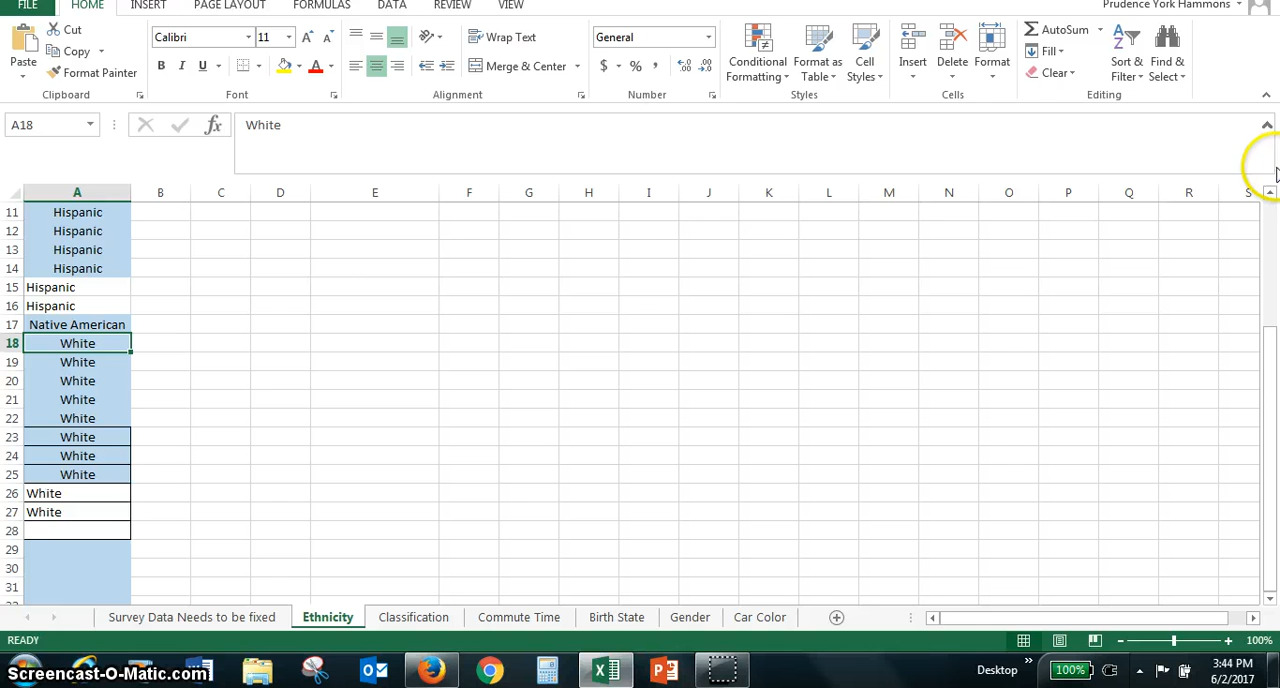 FILE HOME INSERT PAGE LAYOUT FORMULAS DATA REVIEW VIEW Prudence York Hammons
Paste
Cut
Copy
Format Painter
Clipboard
Calibri 11
B I U
Font
Wrap Text
Merge & Center
Alignment
General
$ % ,
Number
Conditional Formatting
Format as Table
Cell Styles
Styles
Insert
Delete
Format
Cells
AutoSum
Fill
Clear
Sort & Filter
Find & Select
Editing
A18 fx White
A B C D E F G H I J K L M N O P Q R S
11 Hispanic
12 Hispanic
13 Hispanic
14 Hispanic
15 Hispanic
16 Hispanic
17 Native American
18 White
19 White
20 White
21 White
22 White
23 White
24 White
25 White
26 White
27 White
28
29
30
31
Survey Data Needs to be fixed Ethnicity Classification Commute Time Birth State Gender Car Color
READY 100%
Screencast-O-Matic.com Desktop 100% 3:44 PM
6/2/2017